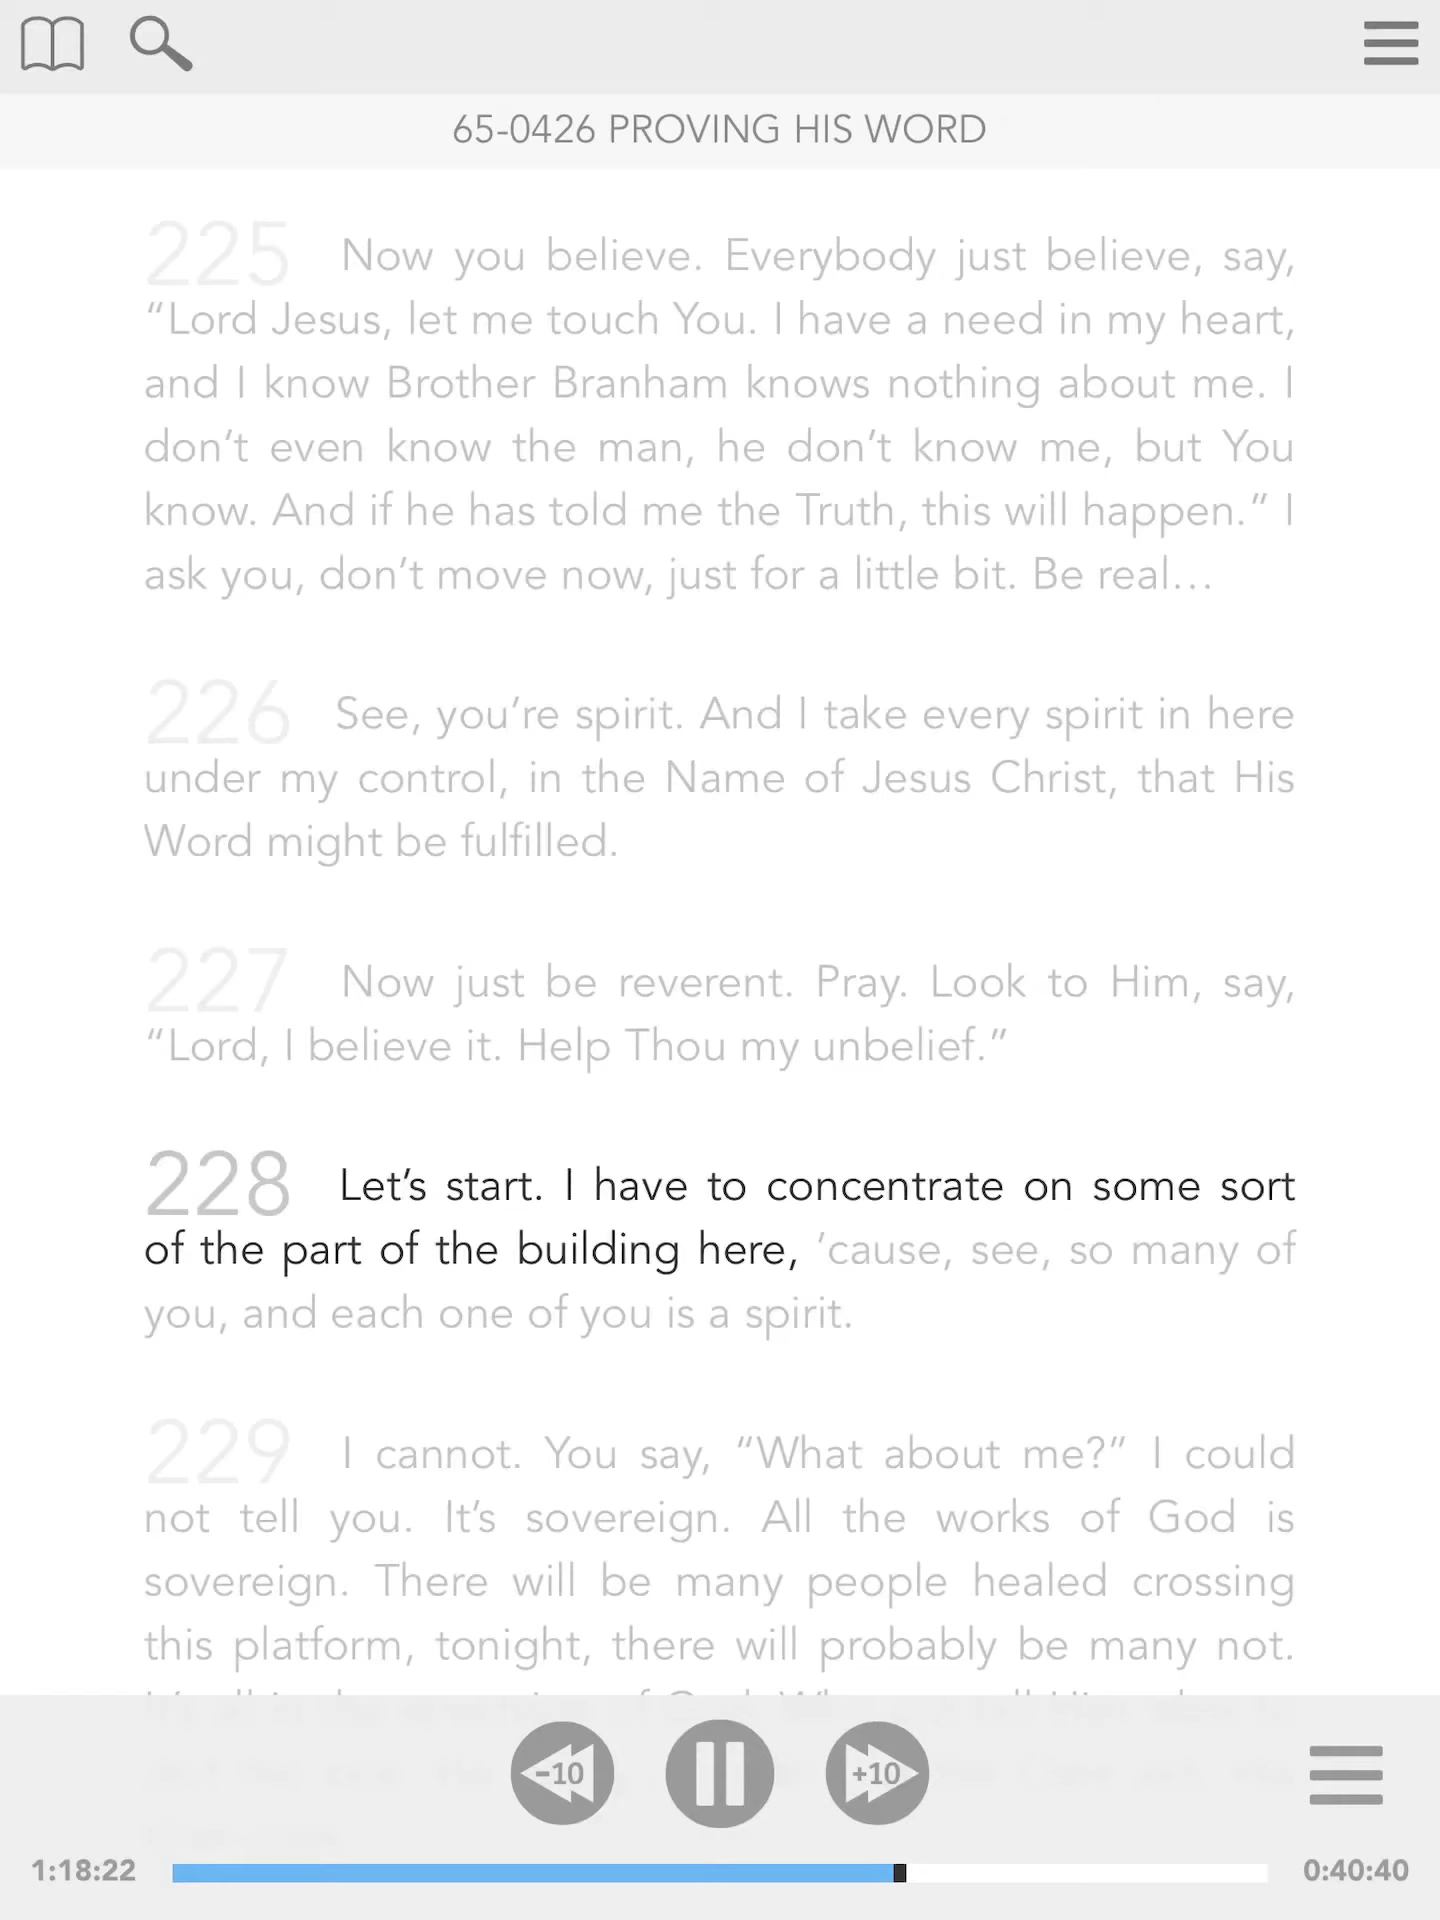 65-0426 PROVING HIS WORD
225 Now you believe. Everybody just believe, say,
“Lord Jesus, let me touch You. I have a need in my heart,
and I know Brother Branham knows nothing about me. I
don’t even know the man, he don’t know me, but You
know. And if he has told me the Truth, this will happen.” I
ask you, don’t move now, just for a little bit. Be real…
226 See, you’re spirit. And I take every spirit in here
under my control, in the Name of Jesus Christ, that His
Word might be fulfilled.
227 Now just be reverent. Pray. Look to Him, say,
“Lord, I believe it. Help Thou my unbelief.”
228 Let’s start. I have to concentrate on some sort
of the part of the building here, ’cause, see, so many of
you, and each one of you is a spirit.
229 I cannot. You say, “What about me?” I could
not tell you. It’s sovereign. All the works of God is
sovereign. There will be many people healed crossing
this platform, tonight, there will probably be many not.
-10 +10
1:18:22 0:40:40